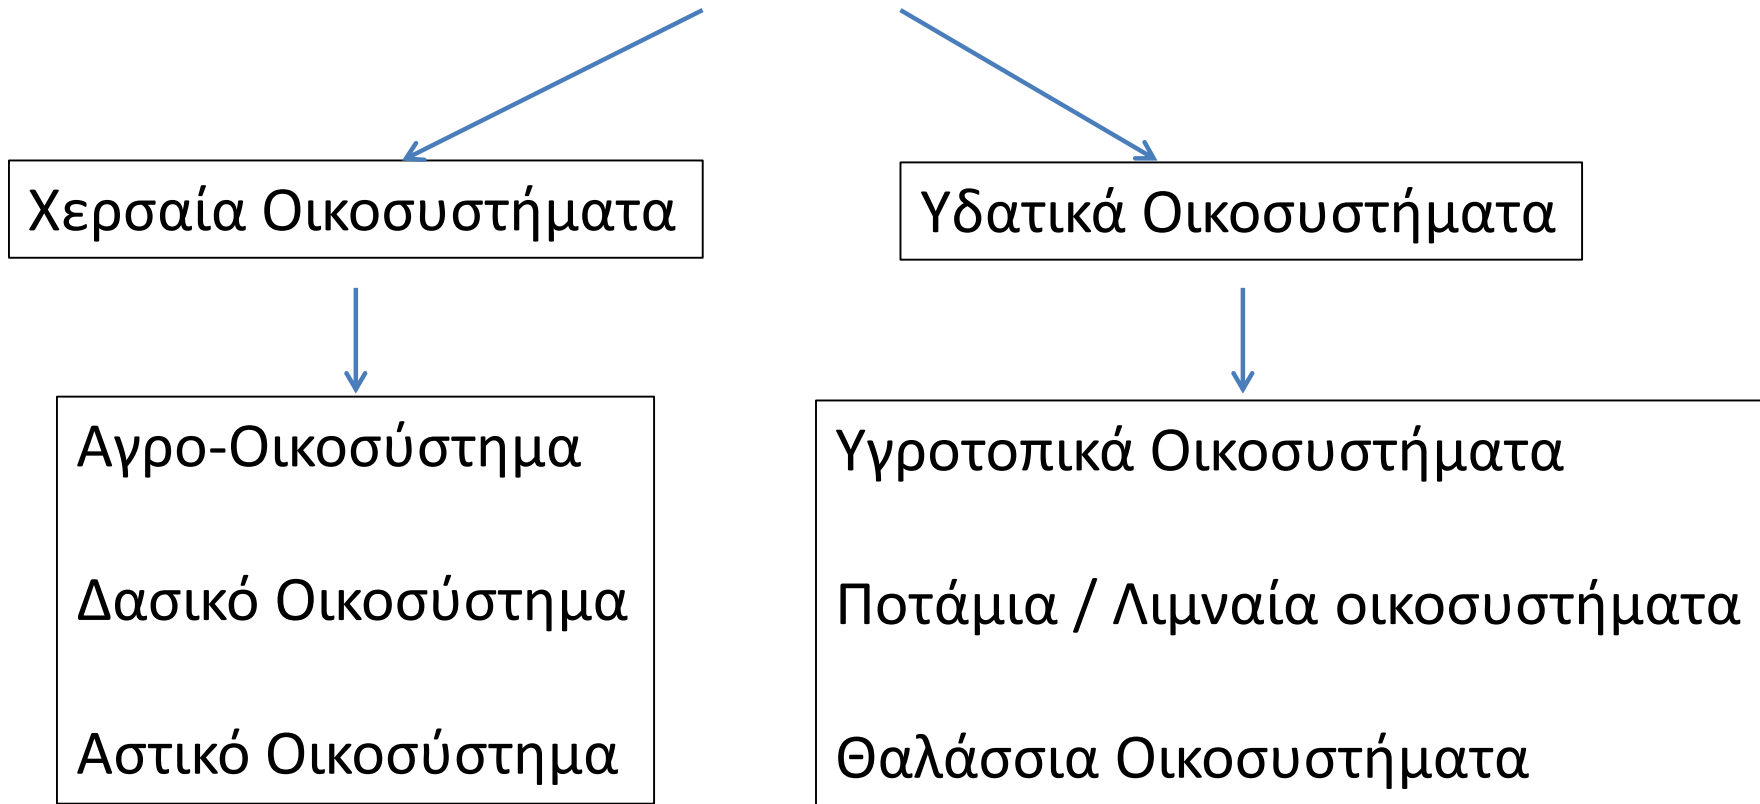 Χερσαία Οικοσυστήματα
Υδατικά Οικοσυστήματα
Αγρο-Οικοσύστημα
Δασικό Οικοσύστημα
Αστικό Οικοσύστημα
Υγροτοπικά Οικοσυστήματα
Ποτάμια / Λιμναία οικοσυστήματα
Θαλάσσια Οικοσυστήματα